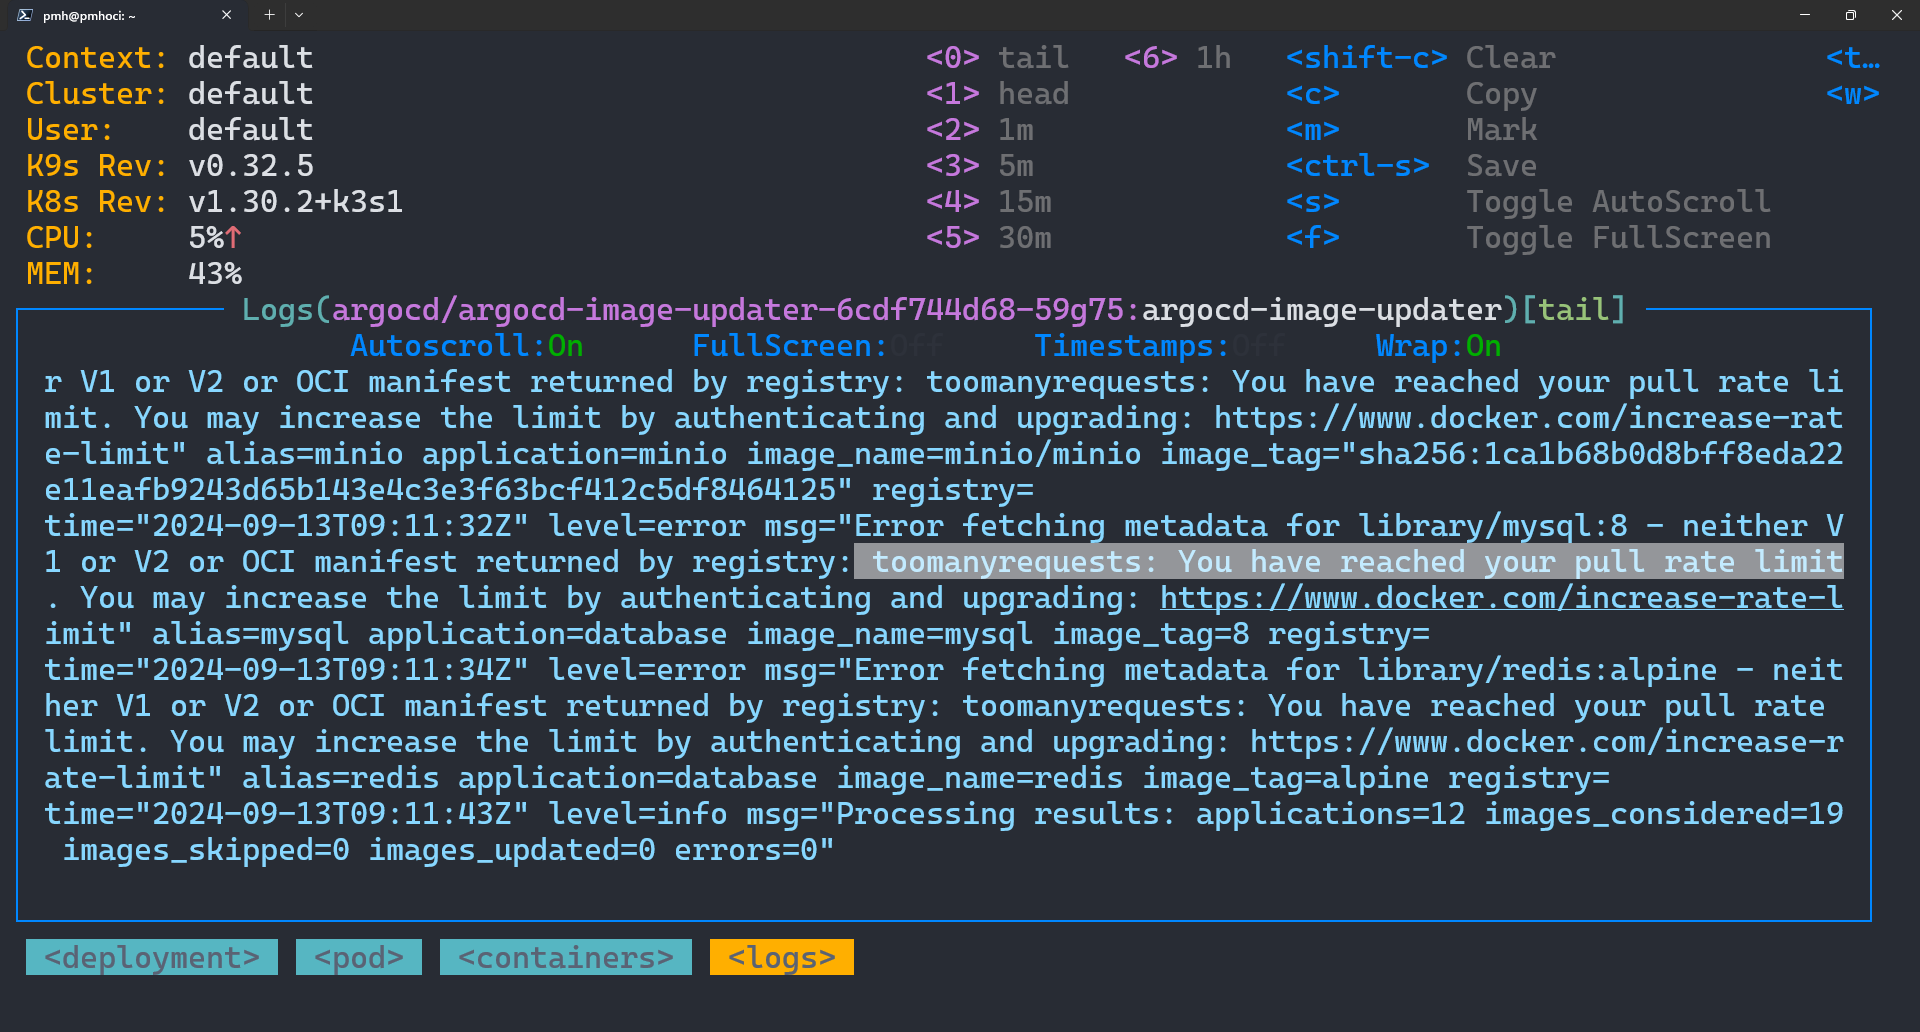 pmh@pmhoci: ~
Context: default <0> tail <6> 1h <shift-c> Clear <t…
Cluster: default <1> head <c> Copy <w>
User: default <2> 1m <m> Mark
K9s Rev: v0.32.5 <3> 5m <ctrl-s> Save
K8s Rev: v1.30.2+k3s1 <4> 15m <s> Toggle AutoScroll
CPU: 5%↑ <5> 30m <f> Toggle FullScreen
MEM: 43%
Logs(argocd/argocd-image-updater-6cdf744d68-59g75:argocd-image-updater)[tail]
Autoscroll:On FullScreen:Off Timestamps:Off Wrap:On
r V1 or V2 or OCI manifest returned by registry: toomanyrequests: You have reached your pull rate li
mit. You may increase the limit by authenticating and upgrading: https://www.docker.com/increase-rat
e-limit" alias=minio application=minio image_name=minio/minio image_tag="sha256:1ca1b68b0d8bff8eda22
e11eafb9243d65b143e4c3e3f63bcf412c5df8464125" registry=
time="2024-09-13T09:11:32Z" level=error msg="Error fetching metadata for library/mysql:8 - neither V
1 or V2 or OCI manifest returned by registry: toomanyrequests: You have reached your pull rate limit
. You may increase the limit by authenticating and upgrading: https://www.docker.com/increase-rate-l
imit" alias=mysql application=database image_name=mysql image_tag=8 registry=
time="2024-09-13T09:11:34Z" level=error msg="Error fetching metadata for library/redis:alpine - neit
her V1 or V2 or OCI manifest returned by registry: toomanyrequests: You have reached your pull rate
limit. You may increase the limit by authenticating and upgrading: https://www.docker.com/increase-r
ate-limit" alias=redis application=database image_name=redis image_tag=alpine registry=
time="2024-09-13T09:11:43Z" level=info msg="Processing results: applications=12 images_considered=19
images_skipped=0 images_updated=0 errors=0"
<deployment> <pod> <containers> <logs>